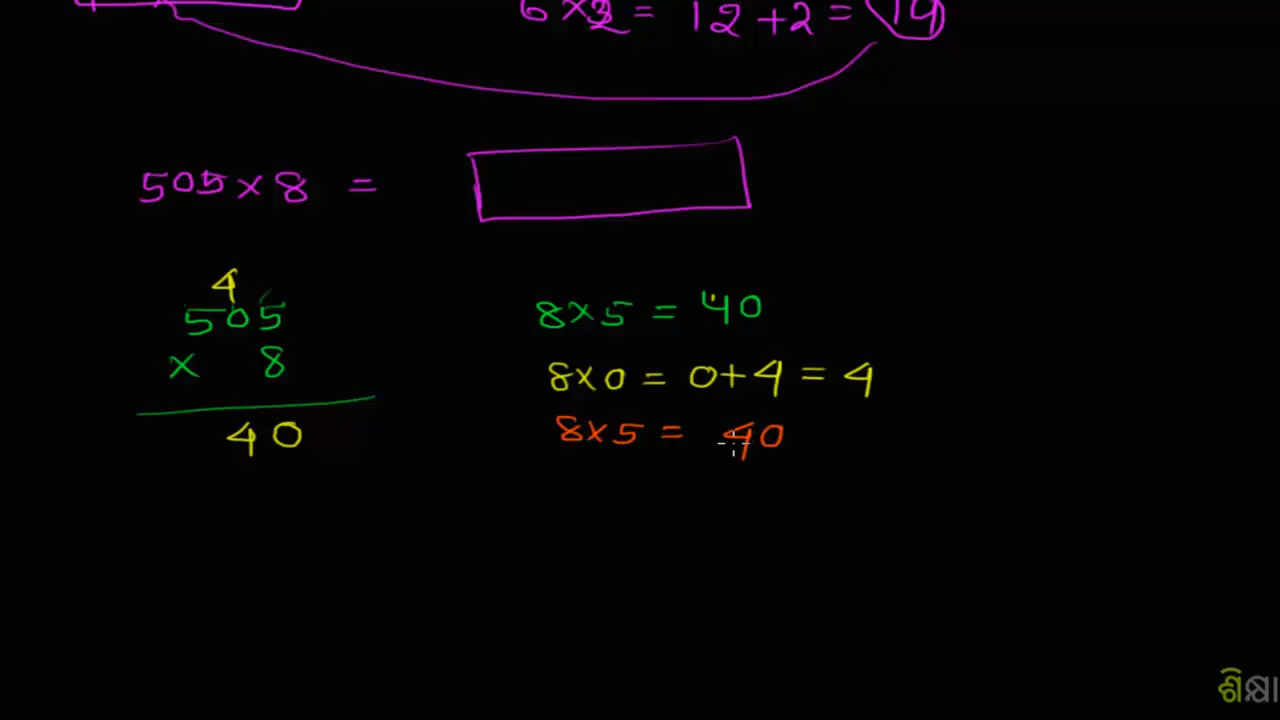 6 × 2 = 12 + 2 = 14
505 × 8 =
4
505
× 8
40
8 × 5 = 40
8 × 0 = 0 + 4 = 4
8 × 5 = 40
ଶିକ୍ଷା